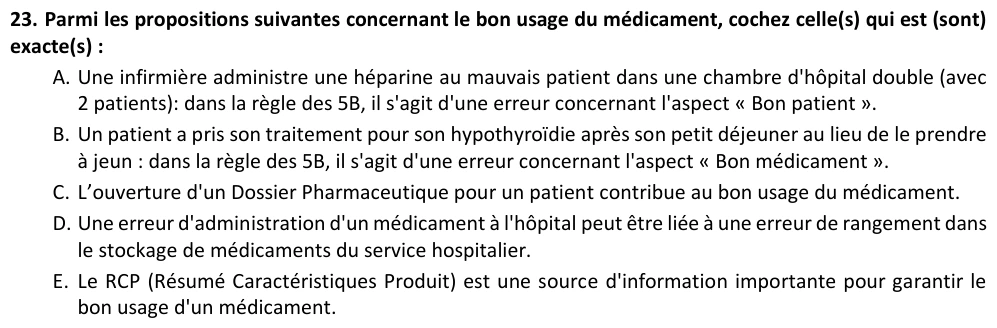 23. Parmi les propositions suivantes concernant le bon usage du médicament, cochez celle(s) qui est (sont)
exacte(s) :
A. Une infirmière administre une héparine au mauvais patient dans une chambre d'hôpital double (avec
2 patients): dans la règle des 5B, il s'agit d'une erreur concernant l'aspect « Bon patient ».
B. Un patient a pris son traitement pour son hypothyroïdie après son petit déjeuner au lieu de le prendre
à jeun : dans la règle des 5B, il s'agit d'une erreur concernant l'aspect « Bon médicament ».
C. L’ouverture d'un Dossier Pharmaceutique pour un patient contribue au bon usage du médicament.
D. Une erreur d'administration d'un médicament à l'hôpital peut être liée à une erreur de rangement dans
le stockage de médicaments du service hospitalier.
E. Le RCP (Résumé Caractéristiques Produit) est une source d'information importante pour garantir le
bon usage d'un médicament.